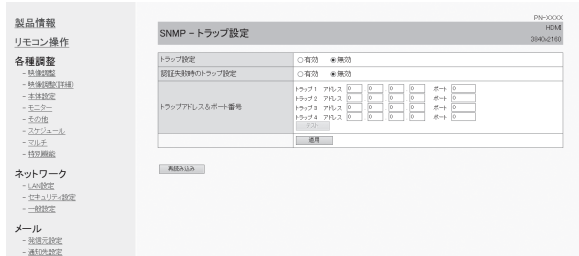 製品情報
リモコン操作
各種調整
- 映像調整
- 映像調整(詳細)
- 本体設定
- モニター
- その他
- スケジュール
- マルチ
- 特別機能
ネットワーク
- LAN設定
- セキュリティ設定
- 一般設定
メール
- 発信元設定
- 通知先設定
PN-XXXX
SNMP - トラップ設定
HDMI
3840x2160
トラップ設定 ○有効 ◉無効
認証失敗時のトラップ設定 ○有効 ◉無効
トラップアドレス&ポート番号
トラップ 1 アドレス 0 0 0 0 ポート 0
トラップ 2 アドレス 0 0 0 0 ポート 0
トラップ 3 アドレス 0 0 0 0 ポート 0
トラップ 4 アドレス 0 0 0 0 ポート 0
テスト
適用
再読み込み